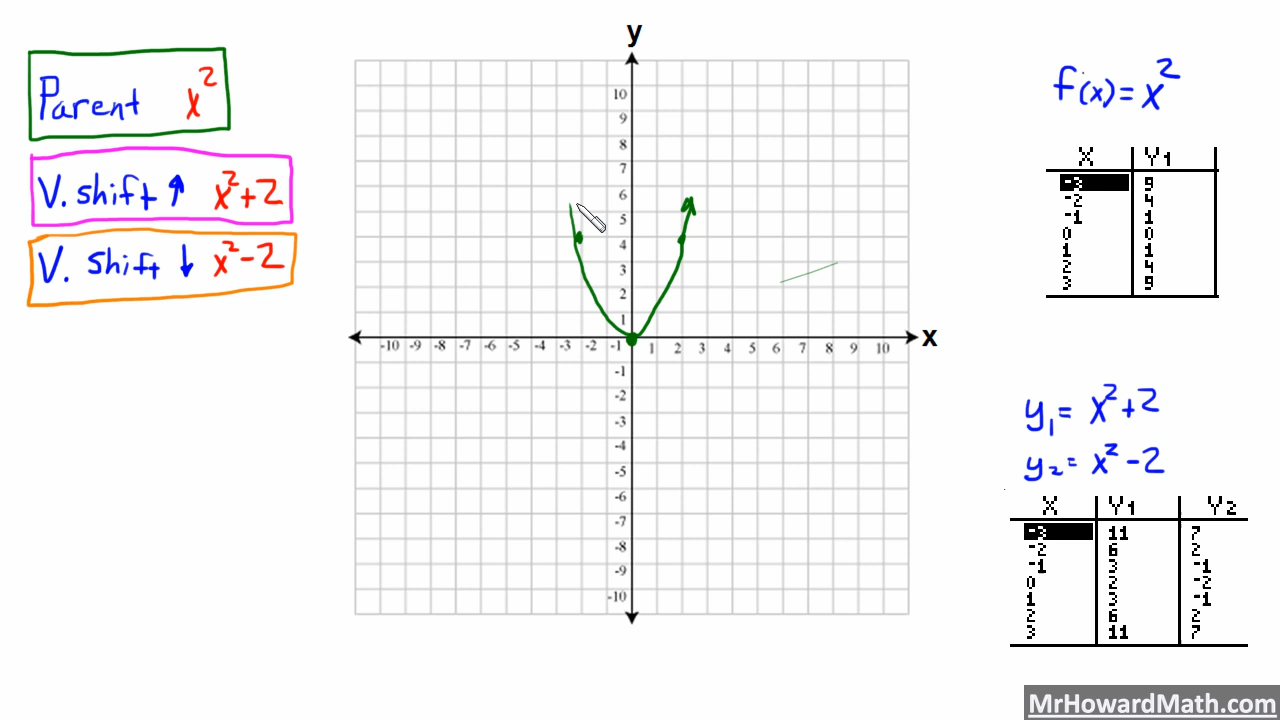 Parent x²
V. shift ↑ x²+2
V. shift ↓ x²-2
y
10
9
8
7
6
5
4
3
2
1
-10 -9 -8 -7 -6 -5 -4 -3 -2 -1 1 2 3 4 5 6 7 8 9 10 x
-1
-2
-3
-4
-5
-6
-7
-8
-9
-10
f(x)=x²
X Y1
-3 9
-2 4
-1 1
0 0
1 1
2 4
3 9
y₁= x²+2
y₂= x²-2
X Y1 Y2
-3 11 7
-2 6 2
-1 3 -1
0 2 -2
1 3 -1
2 6 2
3 11 7
MrHowardMath.com